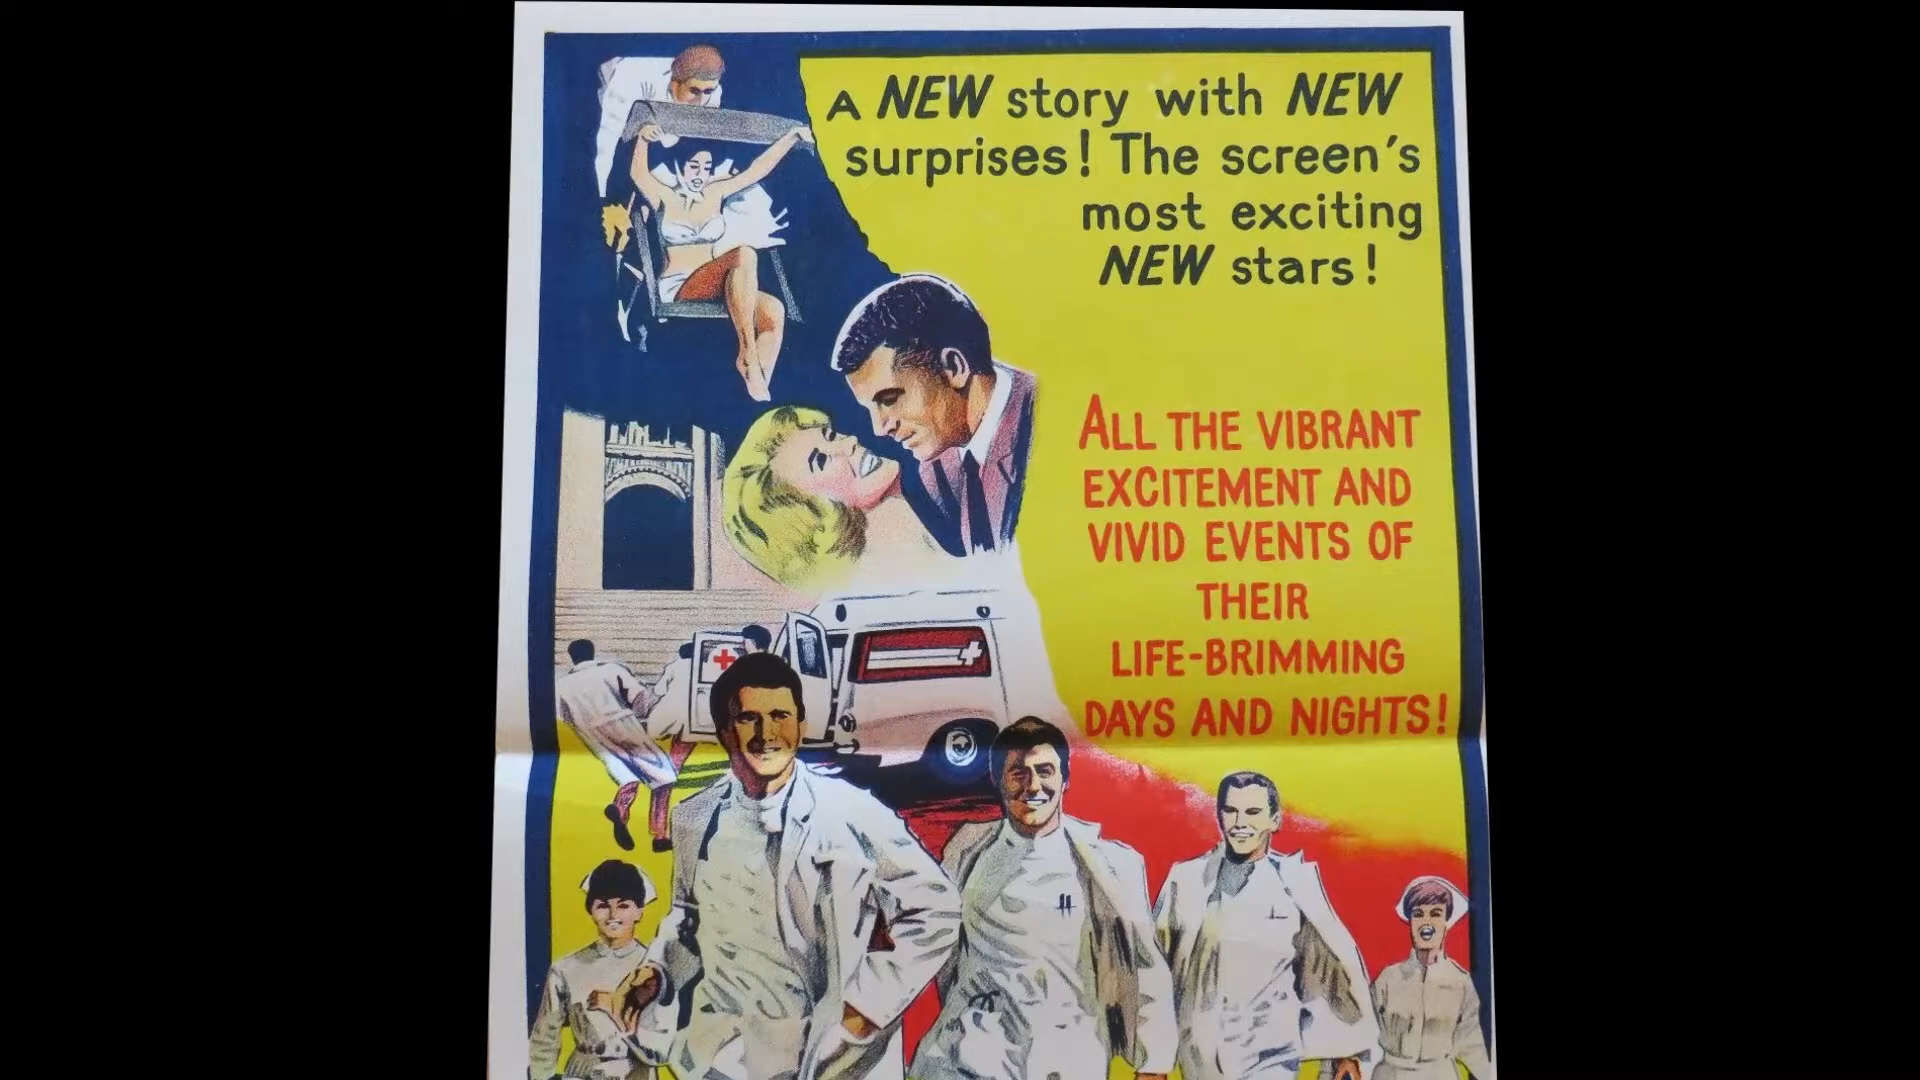 A NEW story with NEW
surprises! The screen's
most exciting
NEW stars!
ALL THE VIBRANT
EXCITEMENT AND
VIVID EVENTS OF
THEIR
LIFE-BRIMMING
DAYS AND NIGHTS!